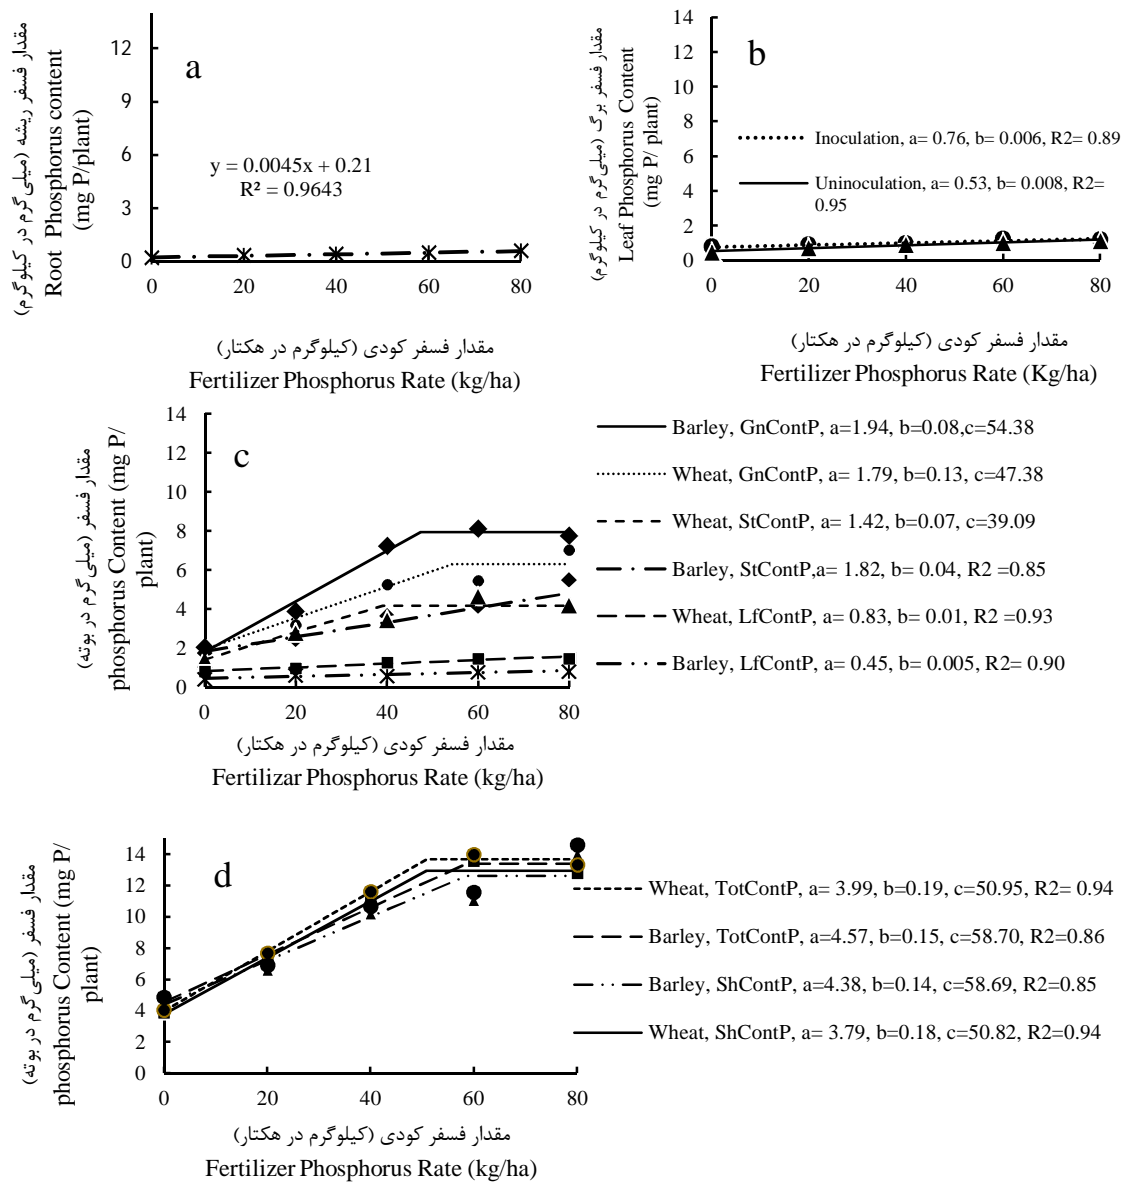 مقدار فسفر ریشه (میلی‌گرم در کیلوگرم)
Root Phosphorus content
(mg P/plant)
12
9
6
3
0
a
y = 0.0045x + 0.21
R² = 0.9643
0 20 40 60 80
مقدار فسفر کودی (کیلوگرم در هکتار)
Fertilizer Phosphorus Rate (kg/ha)
مقدار فسفر برگ (میلی‌گرم در کیلوگرم)
Leaf Phosphorus Content
(mg P/ plant)
14
12
10
8
6
4
2
0
b
Inoculation, a= 0.76, b= 0.006, R2= 0.89
Uninoculation, a= 0.53, b= 0.008, R2=
0.95
0 20 40 60 80
مقدار فسفر کودی (کیلوگرم در هکتار)
Fertilizer Phosphorus Rate (Kg/ha)
مقدار فسفر (میلی گرم در بوته)
phosphorus Content (mg P/
plant)
14
12
10
8
6
4
2
0
c
0 20 40 60 80
مقدار فسفر کودی (کیلوگرم در هکتار)
Fertilizar Phosphorus Rate (kg/ha)
Barley, GnContP, a=1.94, b=0.08,c=54.38
Wheat, GnContP, a= 1.79, b=0.13, c=47.38
Wheat, StContP, a= 1.42, b=0.07, c=39.09
Barley, StContP,a= 1.82, b= 0.04, R2 =0.85
Wheat, LfContP, a= 0.83, b= 0.01, R2 =0.93
Barley, LfContP, a= 0.45, b= 0.005, R2= 0.90
مقدار فسفر (میلی گرم در بوته)
phosphorus Content (mg P/
plant)
14
12
10
8
6
4
2
0
d
0 20 40 60 80
مقدار فسفر کودی (کیلوگرم در هکتار)
Fertilizer Phosphorus Rate (kg/ha)
Wheat, TotContP, a= 3.99, b=0.19, c=50.95, R2= 0.94
Barley, TotContP, a=4.57, b=0.15, c=58.70, R2=0.86
Barley, ShContP, a=4.38, b=0.14, c=58.69, R2=0.85
Wheat, ShContP, a= 3.79, b=0.18, c=50.82, R2=0.94